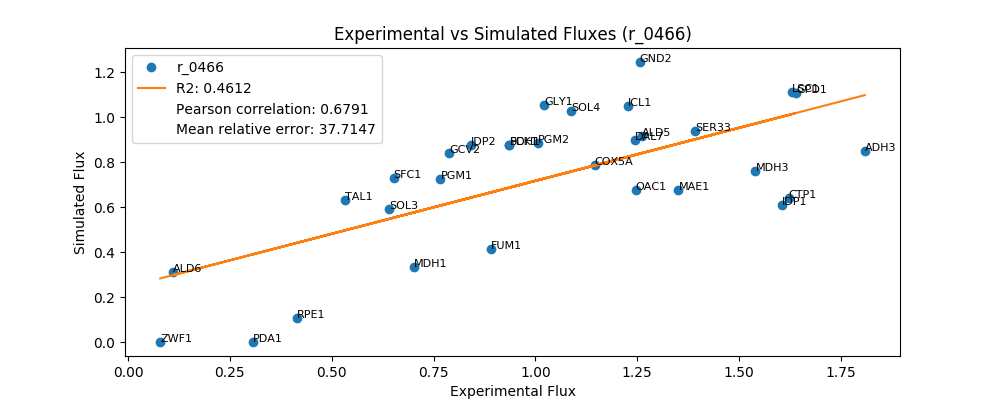 Experimental vs Simulated Fluxes (r_0466)
r_0466
R2: 0.4612
Pearson correlation: 0.6791
Mean relative error: 37.7147
Simulated Flux
1.2
1.0
0.8
0.6
0.4
0.2
0.0
GND2
GLY1
SOL4
ICL1
GPD1
SER33
ALD5
DAL7
IDP2
PGM2
GCV2
ADH3
COX5A
MDH3
SFC1
PGM1
OAC1
MAE1
CTP1
TAL1
SOL3
FUM1
MDH1
ALD6
RPE1
ZWF1
PDA1
0.00
0.25
0.50
0.75
1.00
1.25
1.50
1.75
Experimental Flux